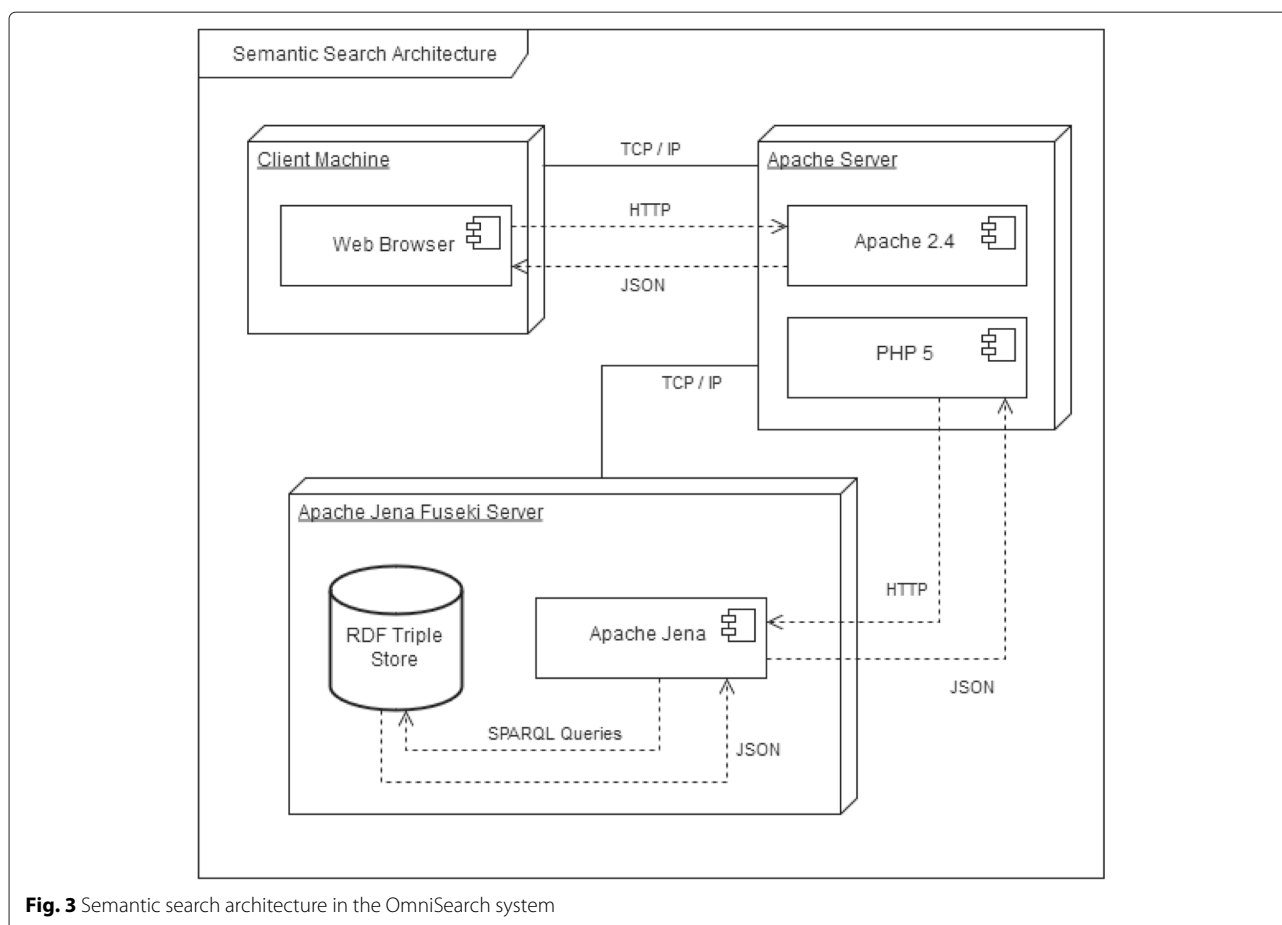 Semantic Search Architecture
Client Machine
Web Browser
TCP / IP
HTTP
JSON
Apache Server
Apache 2.4
PHP 5
TCP / IP
Apache Jena Fuseki Server
RDF Triple
Store
Apache Jena
HTTP
JSON
SPARQL Queries
JSON
Fig. 3 Semantic search architecture in the OmniSearch system